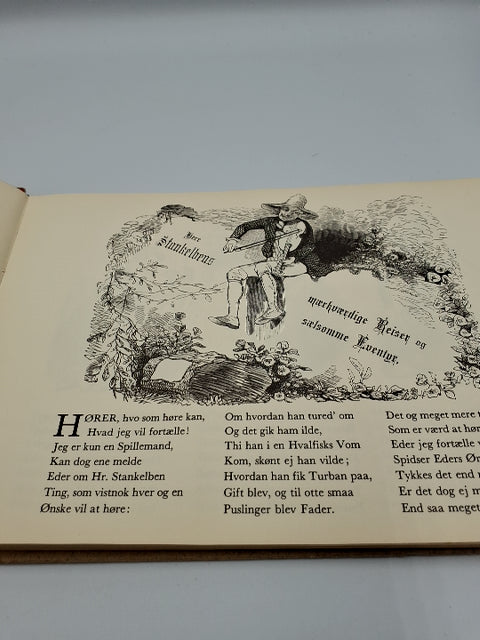 Herr
Stankelbens
mærkværdige Reiser og
selsomme Eventyr.
HØRER, hvo som høre kan,
Hvad jeg vil fortælle!
Jeg er kun en Spillemand,
Kan dog ene melde
Eder om Hr. Stankelben
Ting, som vistnok hver og en
Ønske vil at høre:
Om hvordan han tured' om
Og det gik ham ilde,
Thi han i en Hvalfisks Vom
Kom, skønt ej han vilde;
Hvordan han fik Turban paa,
Gift blev, og til otte smaa
Puslinger blev Fader.
Det og meget mere
Som er værd at hør
Eder jeg fortælle v
Spidser Eders Ør
Tykkes det end
Er det dog ej m
End saa meget